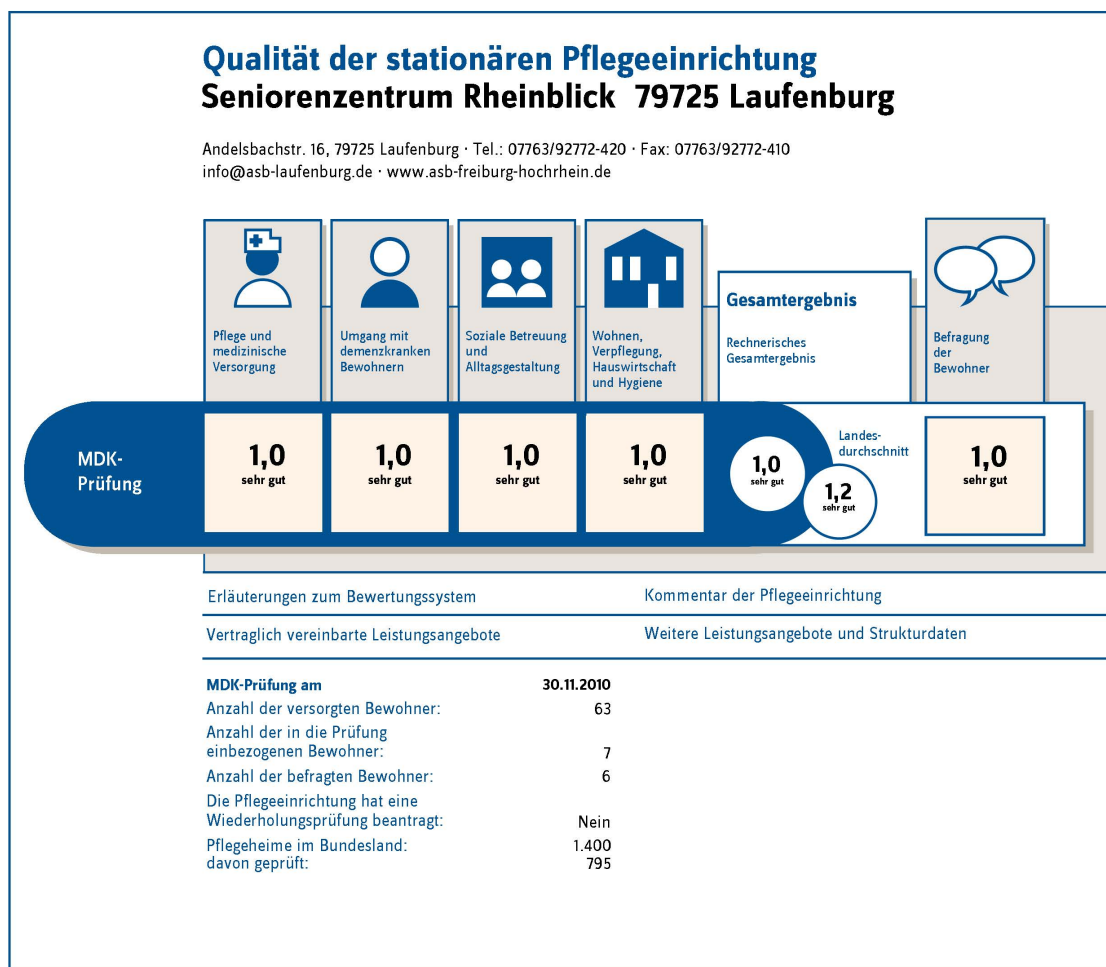 Qualität der stationären Pflegeeinrichtung
Seniorenzentrum Rheinblick 79725 Laufenburg
Andelsbachstr. 16, 79725 Laufenburg · Tel.: 07763/92772-420 · Fax: 07763/92772-410
info@asb-laufenburg.de · www.asb-freiburg-hochrhein.de
Pflege und
medizinische
Versorgung
Umgang mit
demenzkranken
Bewohnern
Soziale Betreuung
und
Alltagsgestaltung
Wohnen,
Verpflegung,
Hauswirtschaft
und Hygiene
Gesamtergebnis
Rechnerisches
Gesamtergebnis
Befragung
der
Bewohner
MDK-
Prüfung
1,0
sehr gut
1,0
sehr gut
1,0
sehr gut
1,0
sehr gut
1,0
sehr gut
Landes-
durchschnitt
1,2
sehr gut
1,0
sehr gut
Erläuterungen zum Bewertungssystem
Kommentar der Pflegeeinrichtung
Vertraglich vereinbarte Leistungsangebote
Weitere Leistungsangebote und Strukturdaten
MDK-Prüfung am 30.11.2010
Anzahl der versorgten Bewohner: 63
Anzahl der in die Prüfung
einbezogenen Bewohner: 7
Anzahl der befragten Bewohner: 6
Die Pflegeeinrichtung hat eine
Wiederholungsprüfung beantragt: Nein
Pflegeheime im Bundesland: 1.400
davon geprüft: 795